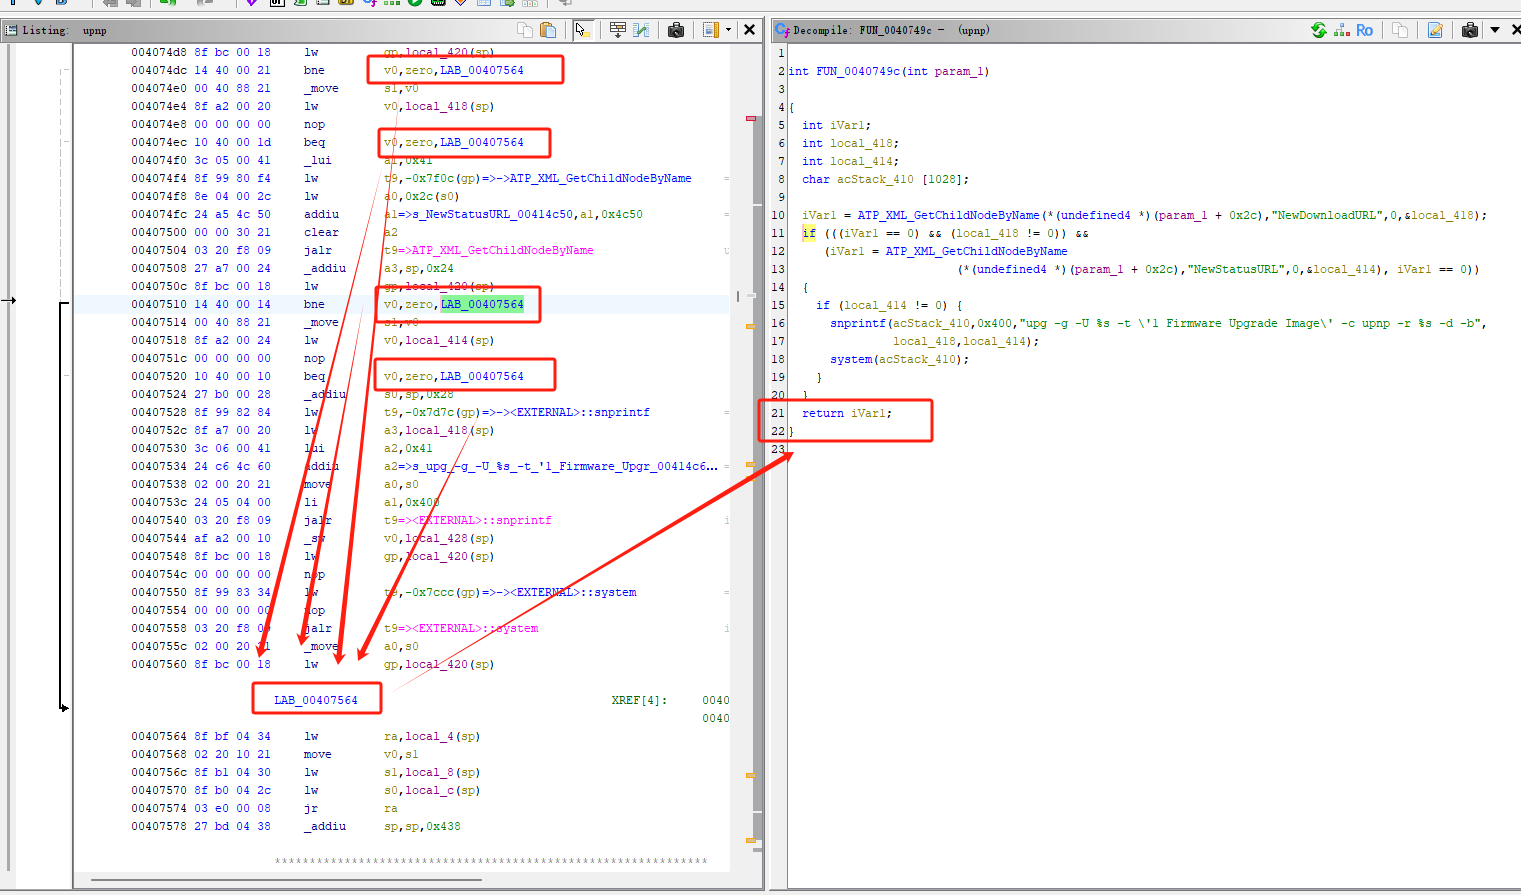 Listing: upnp
004074d8 8f bc 00 18 lw gp,local_420(sp)
004074dc 14 40 00 21 bne v0,zero,LAB_00407564
004074e0 00 40 88 21 _move s1,v0
004074e4 8f a2 00 20 lw v0,local_418(sp)
004074e8 00 00 00 00 nop
004074ec 10 40 00 1d beq v0,zero,LAB_00407564
004074f0 3c 05 00 41 _lui a1,0x41
004074f4 8f 99 80 f4 lw t9,-0x7f0c(gp)=>->ATP_XML_GetChildNodeByName =
004074f8 8e 04 00 2c lw a0,0x2c(s0)
004074fc 24 a5 4c 50 addiu a1=>s_NewStatusURL_00414c50,a1,0x4c50 =
00407500 00 00 30 21 clear a2
00407504 03 20 f8 09 jalr t9=>ATP_XML_GetChildNodeByName u
00407508 27 a7 00 24 _addiu a3,sp,0x24
0040750c 8f bc 00 18 lw gp,local_420(sp)
00407510 14 40 00 14 bne v0,zero,LAB_00407564
00407514 00 40 88 21 _move s1,v0
00407518 8f a2 00 24 lw v0,local_414(sp)
0040751c 00 00 00 00 nop
00407520 10 40 00 10 beq v0,zero,LAB_00407564
00407524 27 b0 00 28 _addiu s0,sp,0x28
00407528 8f 99 82 84 lw t9,-0x7d7c(gp)=>-><EXTERNAL>::snprintf =
0040752c 8f a7 00 20 lw a3,local_418(sp)
00407530 3c 06 00 41 lui a2,0x41
00407534 24 c6 4c 60 addiu a2=>s_upg_-g_-U_%s_-t_'1_Firmware_Upgr_00414c6... =
00407538 02 00 20 21 move a0,s0
0040753c 24 05 04 00 li a1,0x400
00407540 03 20 f8 09 jalr t9=><EXTERNAL>::snprintf i
00407544 af a2 00 10 _sw v0,local_428(sp)
00407548 8f bc 00 18 lw gp,local_420(sp)
0040754c 00 00 00 00 nop
00407550 8f 99 83 34 lw t9,-0x7ccc(gp)=>-><EXTERNAL>::system =
00407554 00 00 00 00 nop
00407558 03 20 f8 09 jalr t9=><EXTERNAL>::system i
0040755c 02 00 20 21 _move a0,s0
00407560 8f bc 00 18 lw gp,local_420(sp)
LAB_00407564 XREF[4]: 0040
0040
00407564 8f bf 04 34 lw ra,local_4(sp)
00407568 02 20 10 21 move v0,s1
0040756c 8f b1 04 30 lw s1,local_8(sp)
00407570 8f b0 04 2c lw s0,local_c(sp)
00407574 03 e0 00 08 jr ra
00407578 27 bd 04 38 _addiu sp,sp,0x438
**************************************************************
Decompile: FUN_0040749c - (upnp)
Ro
1
2 int FUN_0040749c(int param_1)
3
4 {
5 int iVar1;
6 int local_418;
7 int local_414;
8 char acStack_410 [1028];
9
10 iVar1 = ATP_XML_GetChildNodeByName(*(undefined4 *)(param_1 + 0x2c),"NewDownloadURL",0,&local_418);
11 if (((iVar1 == 0) && (local_418 != 0)) &&
12 (iVar1 = ATP_XML_GetChildNodeByName
13 (*(undefined4 *)(param_1 + 0x2c),"NewStatusURL",0,&local_414), iVar1 == 0))
14 {
15 if (local_414 != 0) {
16 snprintf(acStack_410,0x400,"upg -g -U %s -t \'1 Firmware Upgrade Image\' -c upnp -r %s -d -b",
17 local_418,local_414);
18 system(acStack_410);
19 }
20 }
21 return iVar1;
22 }
23